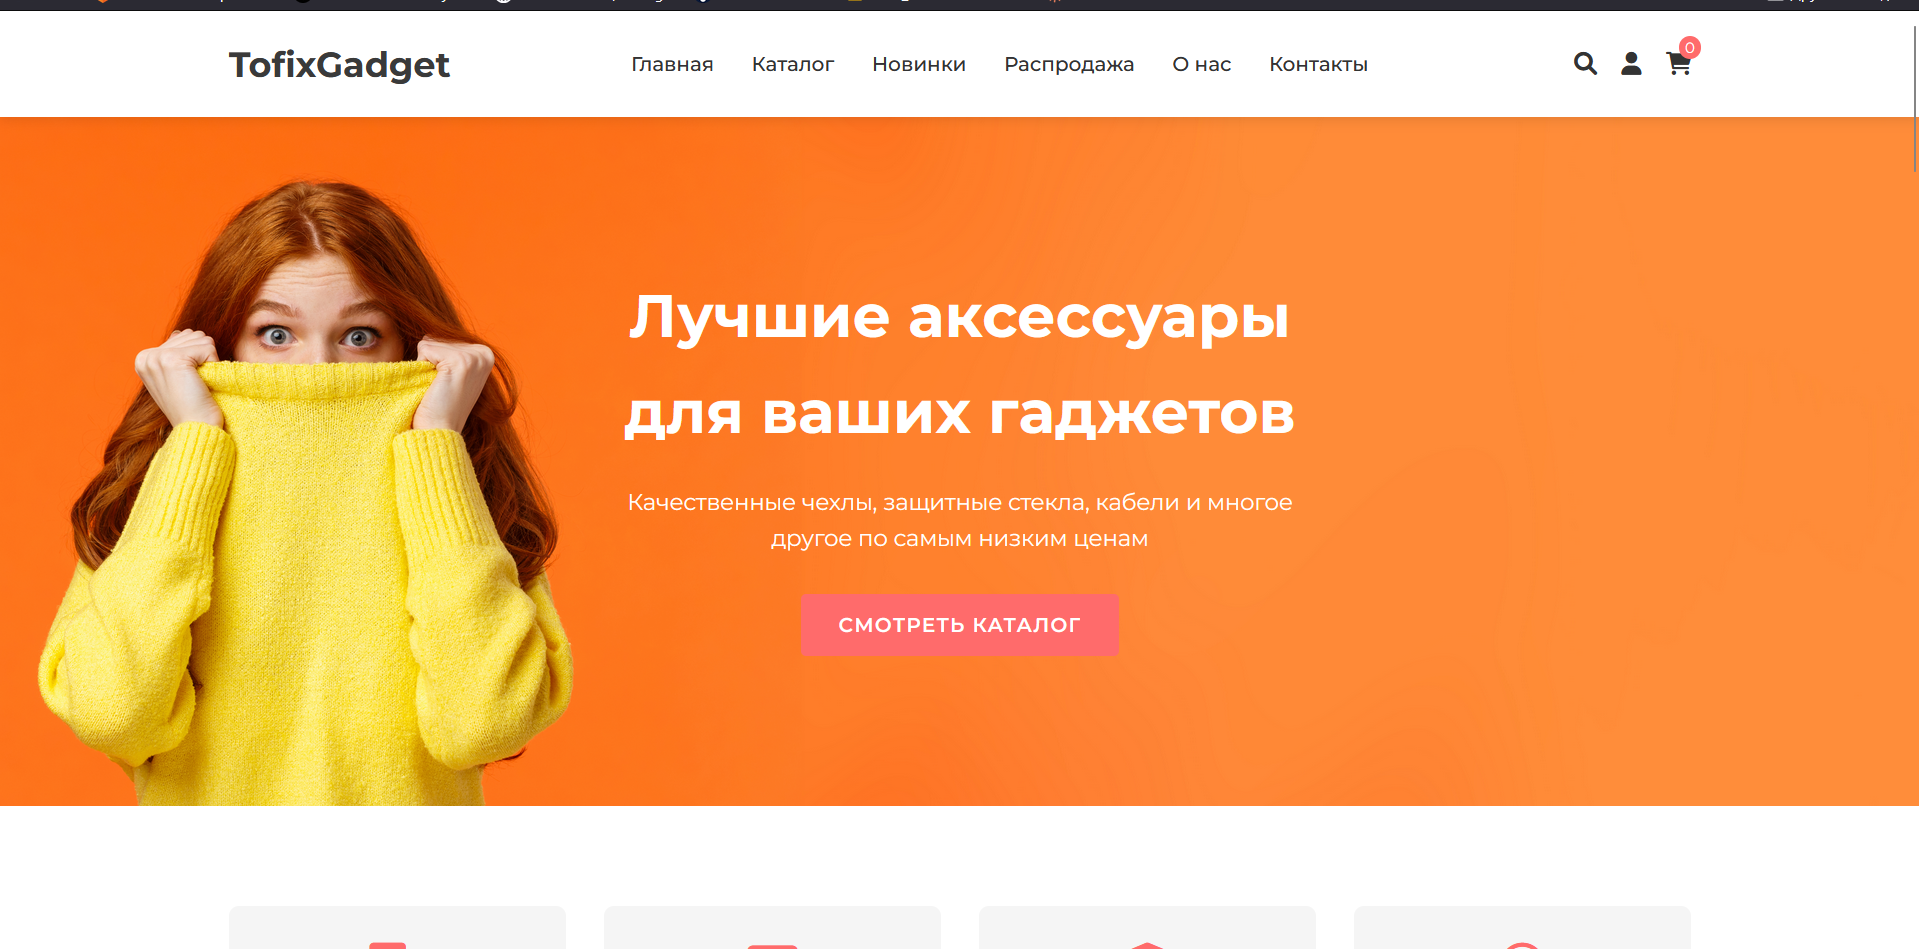 TofixGadget
Главная Каталог Новинки Распродажа О нас Контакты
0
Лучшие аксессуары
для ваших гаджетов
Качественные чехлы, защитные стекла, кабели и многое
другое по самым низким ценам
СМОТРЕТЬ КАТАЛОГ